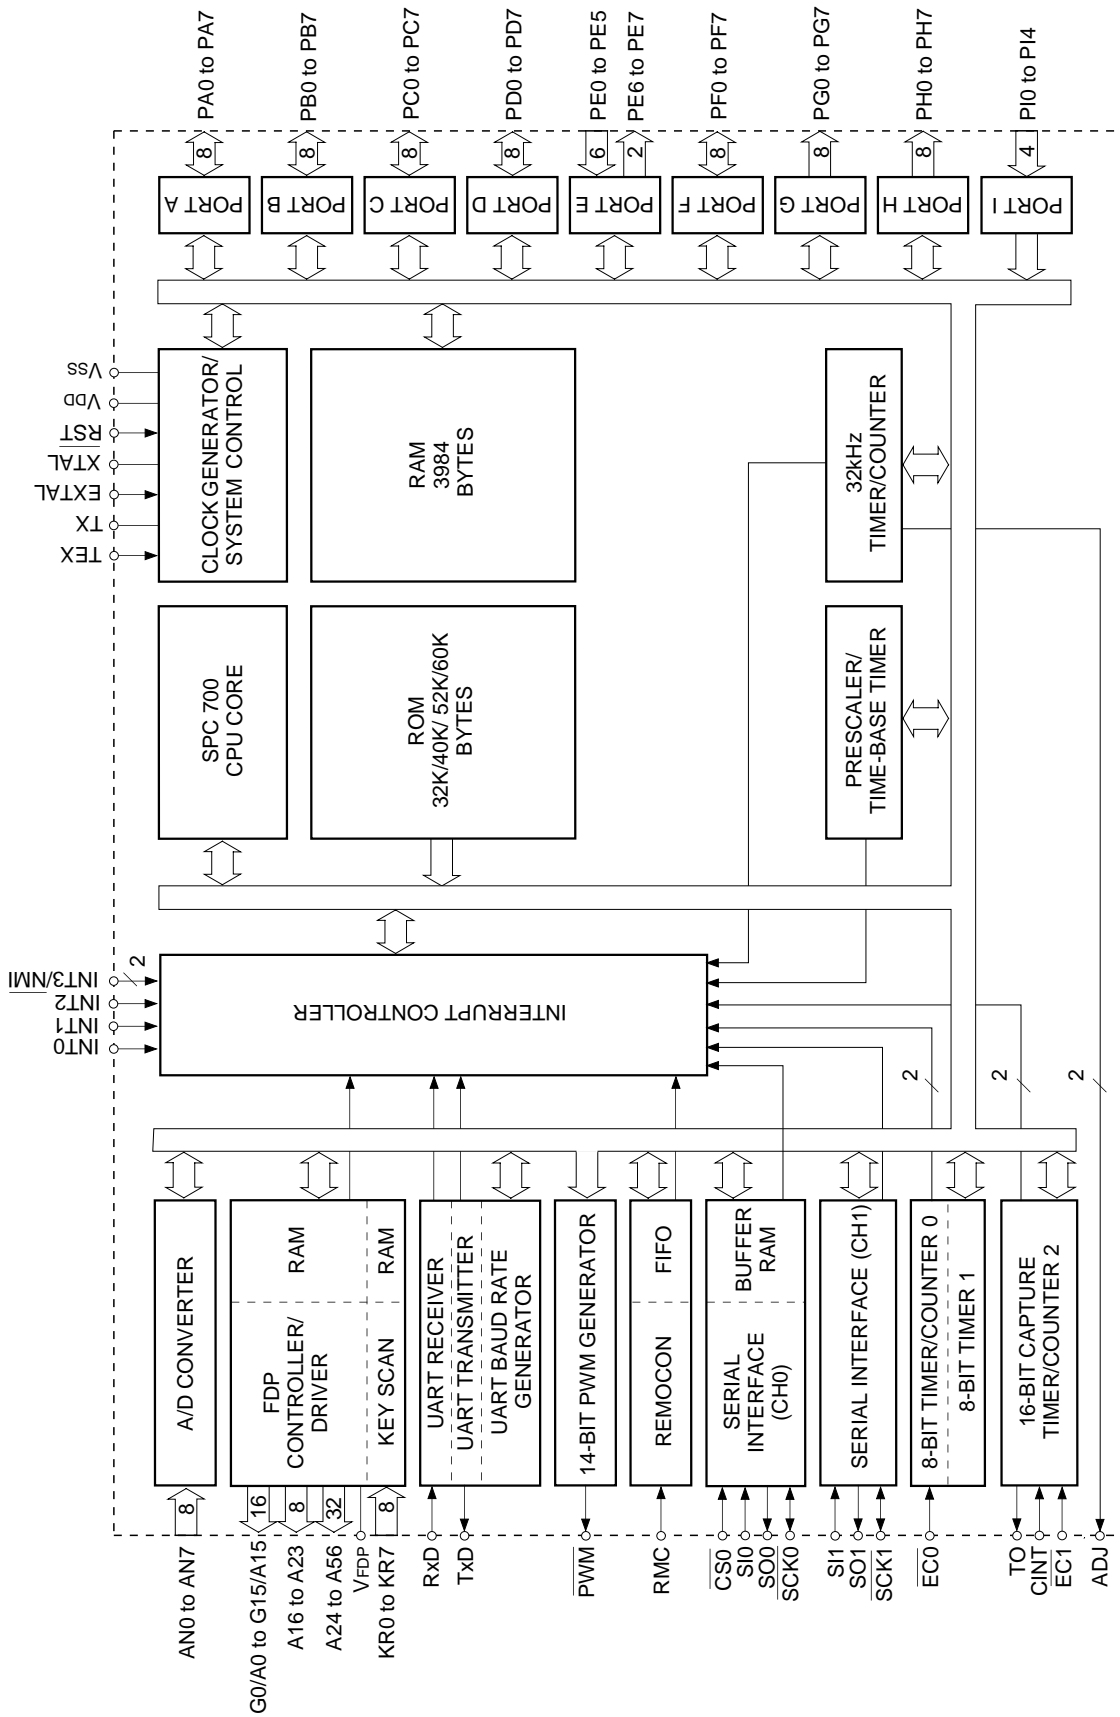 PA0 to PA7
PB0 to PB7
PC0 to PC7
PD0 to PD7
PE0 to PE5
PE6 to PE7
PF0 to PF7
PG0 to PG7
PH0 to PH7
PI0 to PI4
8
8
8
8
6
2
8
8
8
4
PORT A
PORT B
PORT C
PORT D
PORT E
PORT F
PORT G
PORT H
PORT I
VSS
VDD
RST
XTAL
EXTAL
TX
TEX
CLOCK GENERATOR/
SYSTEM CONTROL
RAM
3984
BYTES
32kHz
TIMER/COUNTER
SPC 700
CPU CORE
ROM
32K/40K/ 52K/60K
BYTES
PRESCALER/
TIME-BASE TIMER
INT3/NMI
INT2
INT1
INT0
2
INTERRUPT CONTROLLER
2
2
2
A/D CONVERTER
FDP
CONTROLLER/
DRIVER
RAM
KEY SCAN
RAM
UART RECEIVER
UART TRANSMITTER
UART BAUD RATE
GENERATOR
14-BIT PWM GENERATOR
REMOCON
FIFO
SERIAL
INTERFACE
(CH0)
BUFFER
RAM
SERIAL INTERFACE (CH1)
8-BIT TIMER/COUNTER 0
8-BIT TIMER 1
16-BIT CAPTURE
TIMER/COUNTER 2
8
16
8
32
8
AN0 to AN7
G0/A0 to G15/A15
A16 to A23
A24 to A56
VFDP
KR0 to KR7
RxD
TxD
PWM
RMC
CS0
SI0
SO0
SCK0
SI1
SO1
SCK1
EC0
TO
CINT
EC1
ADJ